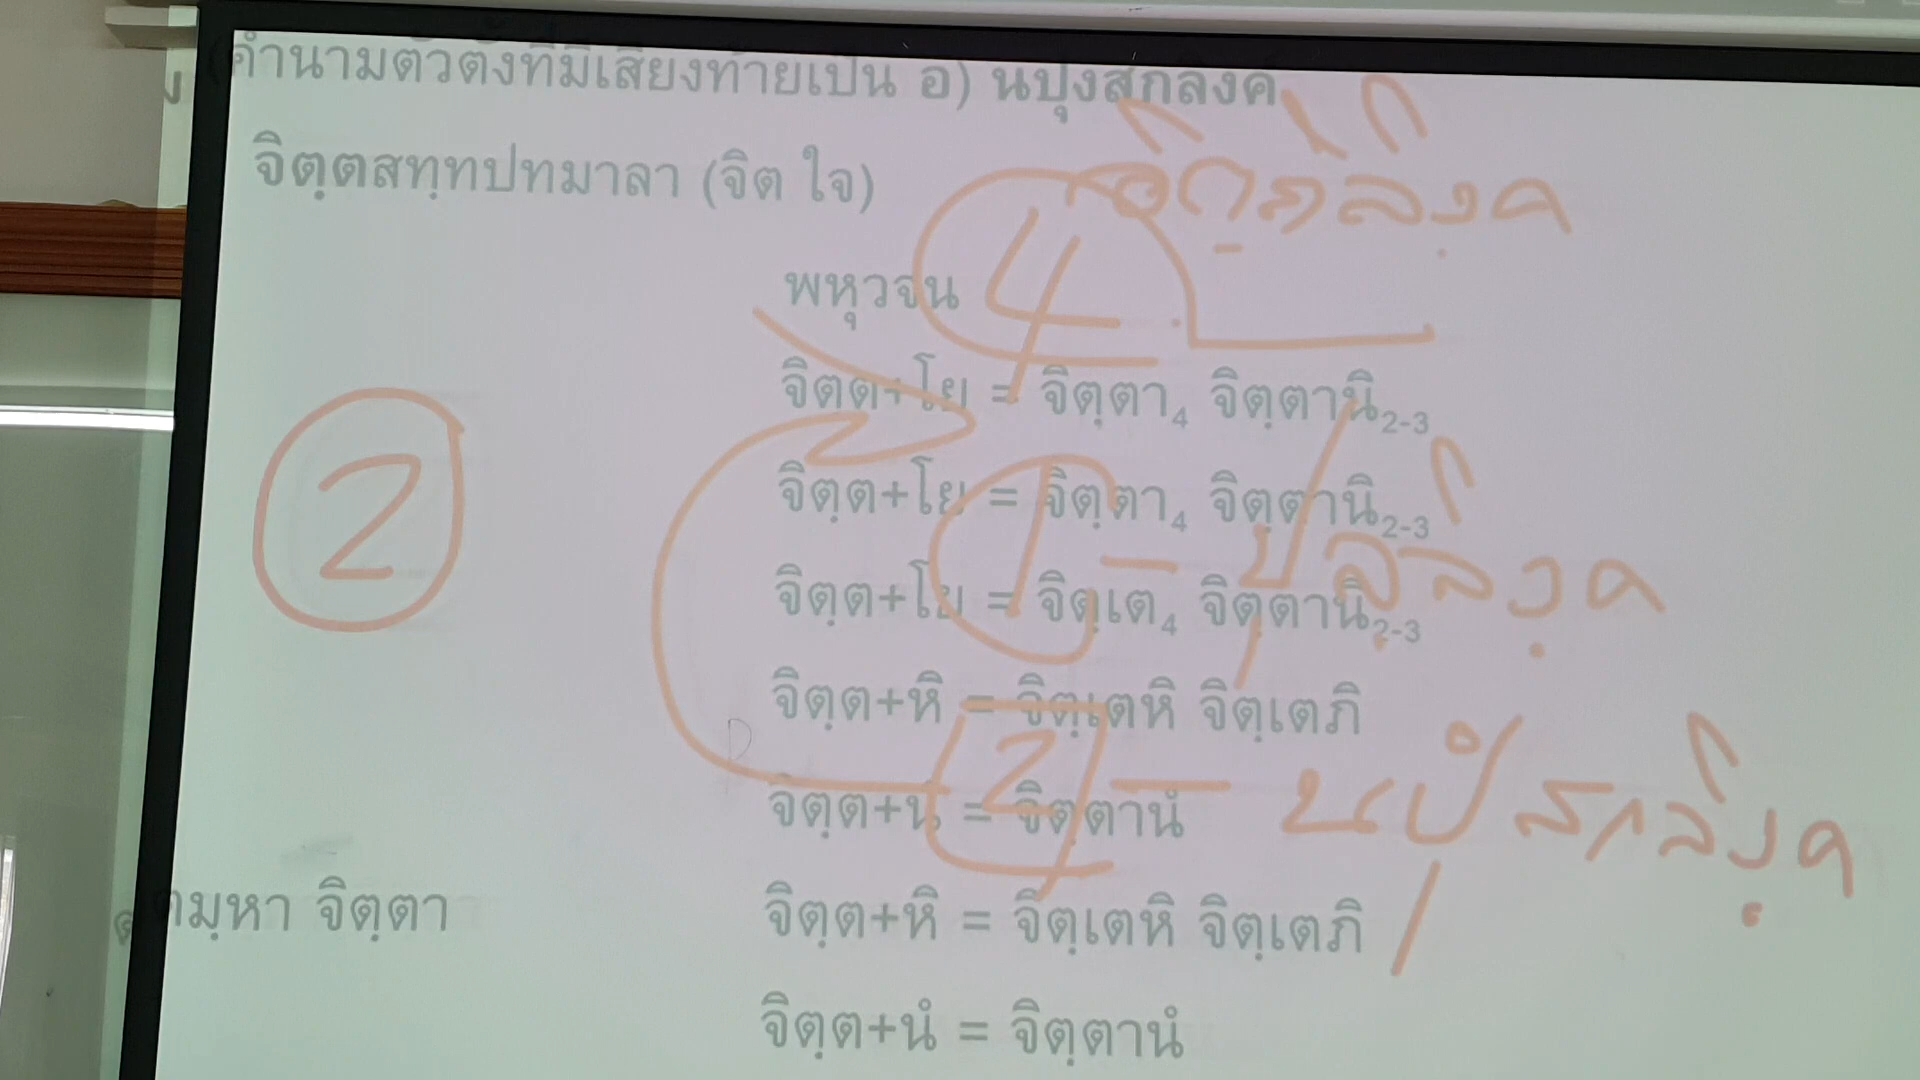 (คำนามตัวตั้งที่มีเสียงท้ายเป็น อ) นปุงสกลิงค
จิตฺตสทฺทปทมาลา (จิต ใจ)
อิตฺถีลิงฺค
4
พหุวจน
จิตฺต+โย = จิตฺตา4 จิตฺตานิ2-3
2
จิตฺต+โย = จิตฺตา4 จิตฺตานิ2-3
1 – ปุลฺลิงฺค
จิตฺต+โย = จิตฺเต4 จิตฺตานิ2-3
จิตฺต+หิ = จิตฺเตหิ จิตฺเตภิ
2 – นปุํสกลิงฺค
จิตฺต+นํ = จิตฺตานํ
มฺหา จิตฺตา
จิตฺต+หิ = จิตฺเตหิ จิตฺเตภิ
จิตฺต+นํ = จิตฺตานํ